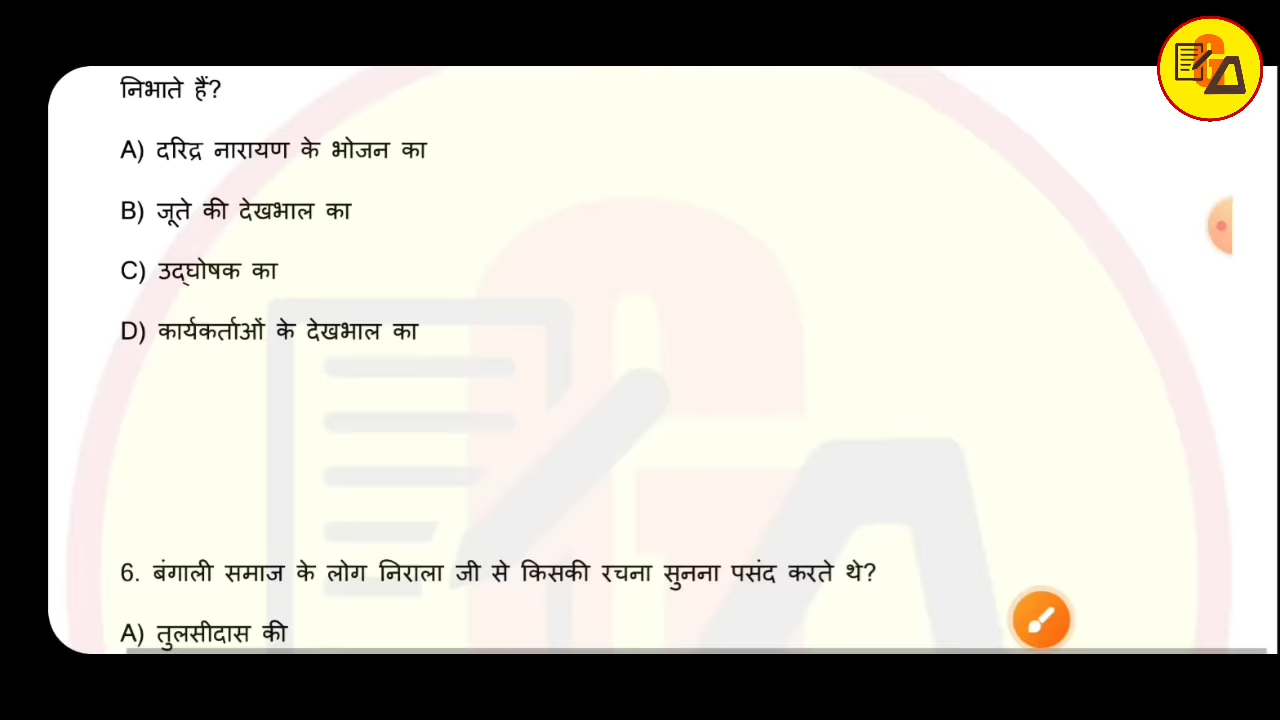 निभाते हैं?
A) दरिद्र नारायण के भोजन का
B) जूते की देखभाल का
C) उद्घोषक का
D) कार्यकर्ताओं के देखभाल का
6. बंगाली समाज के लोग निराला जी से किसकी रचना सुनना पसंद करते थे?
A) तुलसीदास की